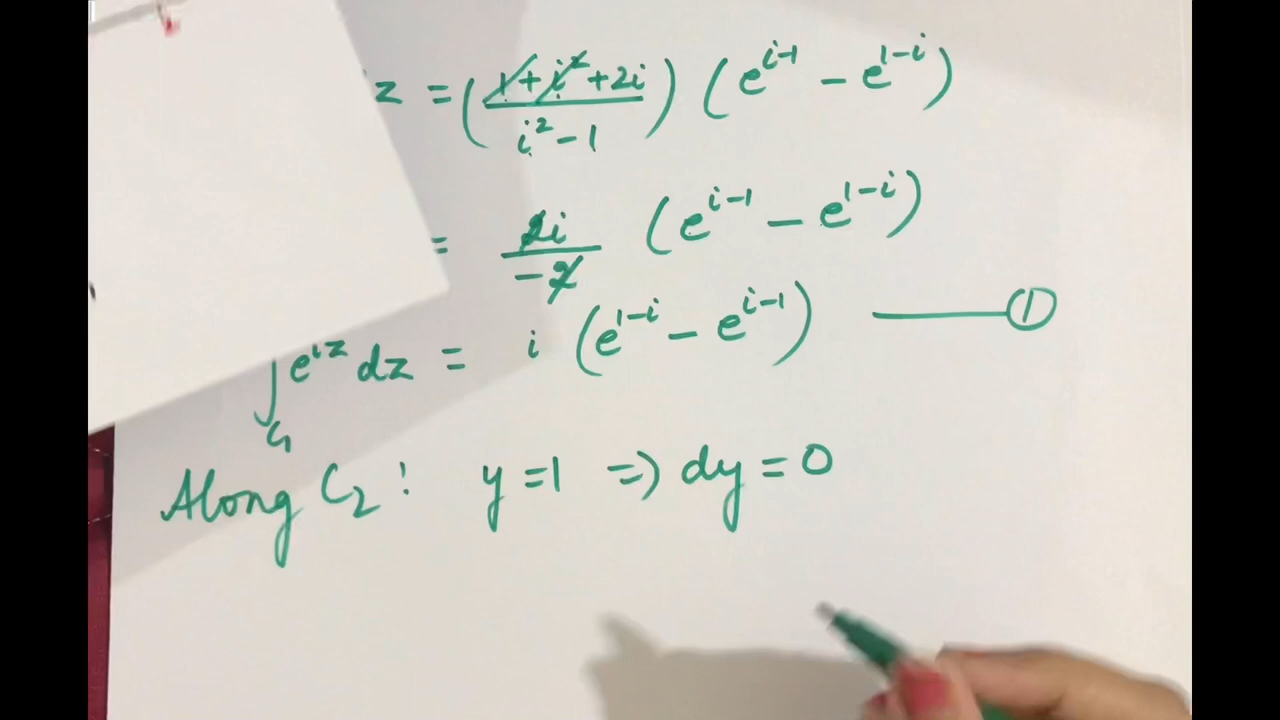 z = (1+i²+2i / i²-1) (e^{i-1} - e^{1-i})
= 2i / -2 (e^{i-1} - e^{1-i})
∫_{C₁} e^{iz} dz = i (e^{1-i} - e^{i-1}) ——— ①
Along C₂: y=1 => dy=0